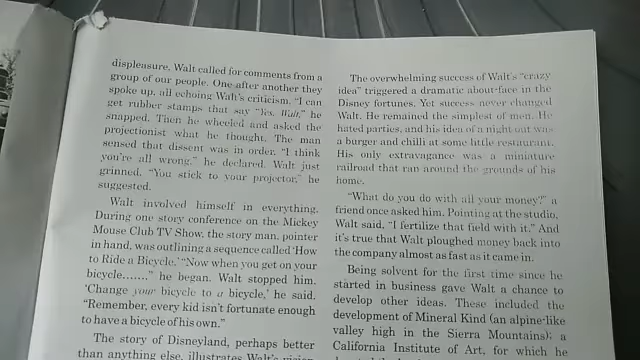 displeasure, Walt called for comments from a
group of our people. One after another they
spoke up, all echoing Walt's criticism. "I can
get rubber stamps that say "Yes, Walt," he
snapped. Then he wheeled and asked the
projectionist what he thought. The man
sensed that dissent was in order. "I think
you're all wrong," he declared. Walt just
grinned. "You stick to your projector," he
suggested.
Walt involved himself in everything.
During one story conference on the Mickey
Mouse Club TV Show, the story man, pointer
in hand, was outlining a sequence called 'How
to Ride a Bicycle.' "Now when you get on your
bicycle......." he began. Walt stopped him.
'Change your bicycle to a bicycle,' he said.
"Remember, every kid isn't fortunate enough
to have a bicycle of his own."
The story of Disneyland, perhaps better
than anything else, illustrates Walt's vision
The overwhelming success of Walt's "crazy
idea" triggered a dramatic about-face in the
Disney fortunes. Yet success never changed
Walt. He remained the simplest of men. He
hated parties, and his idea of a night out was
a burger and chilli at some little restaurant.
His only extravagance was a miniature
railroad that ran around the grounds of his
home.
"What do you do with all your money?" a
friend once asked him. Pointing at the studio,
Walt said, "I fertilize that field with it." And
it's true that Walt ploughed money back into
the company almost as fast as it came in.
Being solvent for the first time since he
started in business gave Walt a chance to
develop other ideas. These included the
development of Mineral Kind (an alpine-like
valley high in the Sierra Mountains); a
California Institute of Art, for which he